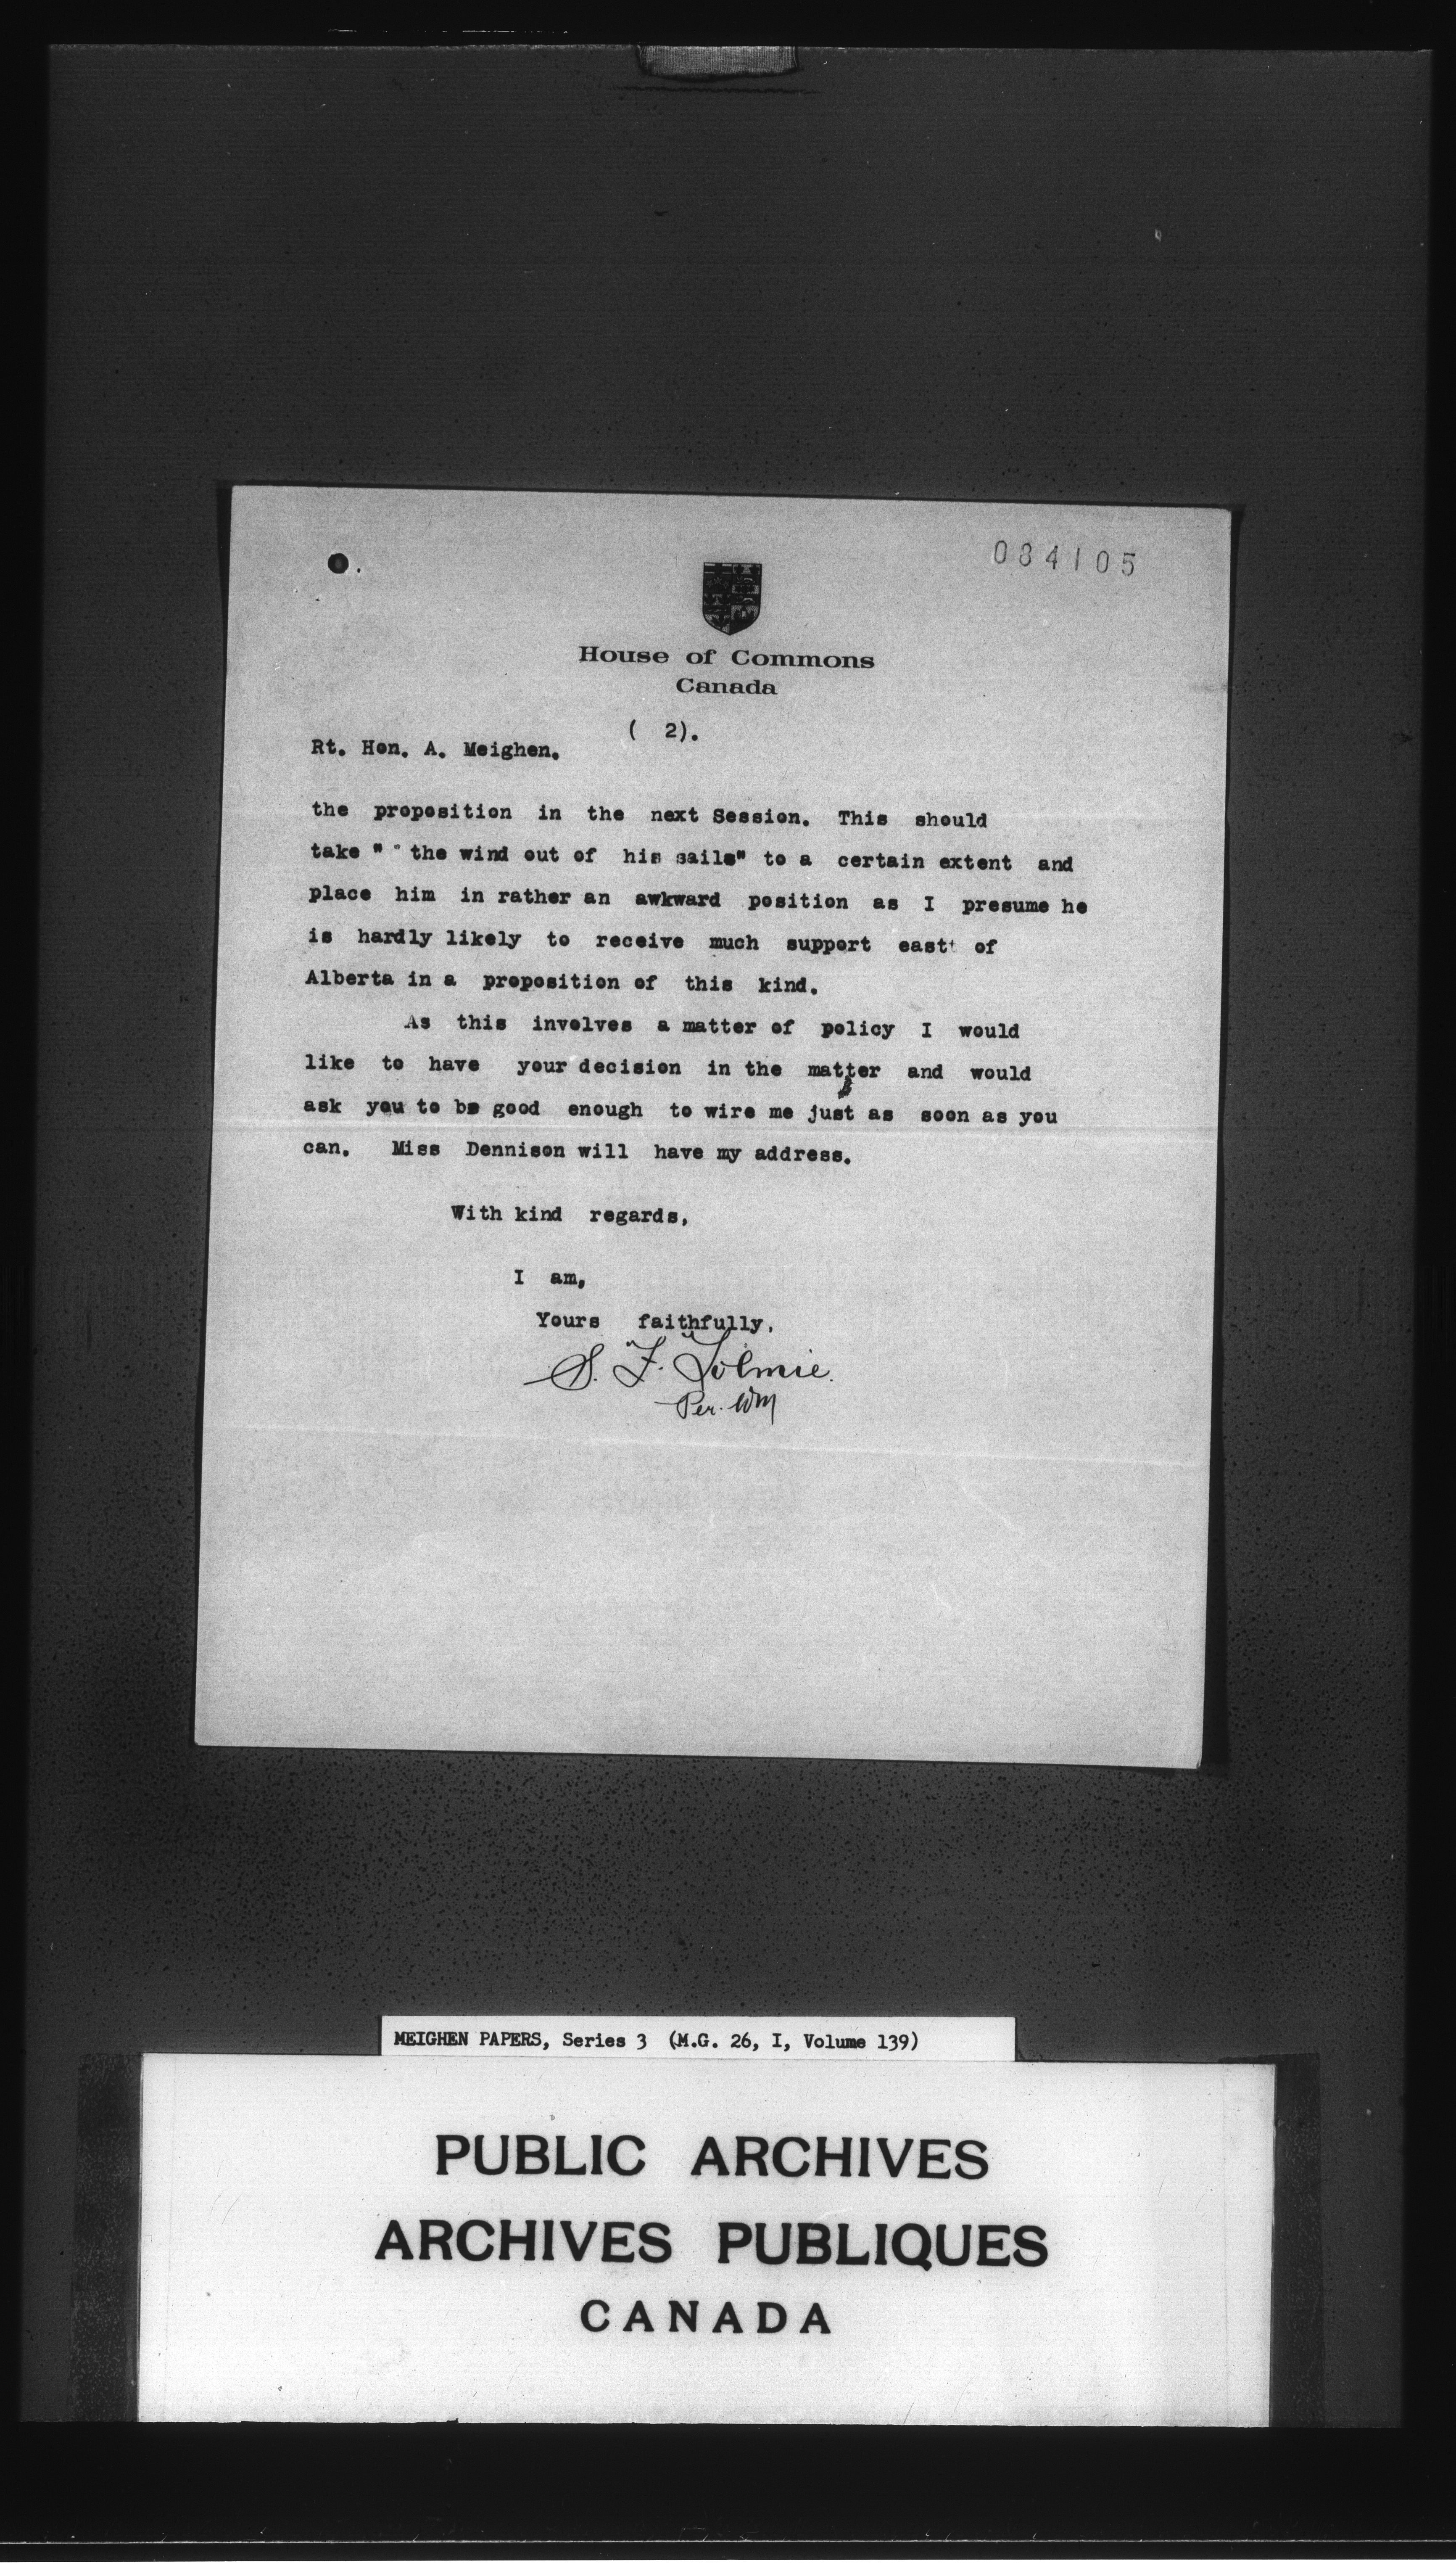 084105
House of Commons
Canada
( 2).
Rt. Hon. A. Meighen.
the proposition in the next Session. This should
take " " the wind out of his sails" to a certain extent and
place him in rather an awkward position as I presume he
is hardly likely to receive much support east of
Alberta in a proposition of this kind.
As this involves a matter of policy I would
like to have your decision in the matter and would
ask you to be good enough to wire me just as soon as you
can. Miss Dennison will have my address.
With kind regards,
I am,
Yours faithfully,
S. F. Tolmie.
Per. WM
MEIGHEN PAPERS, Series 3 (M.G. 26, I, Volume 139)
PUBLIC ARCHIVES
ARCHIVES PUBLIQUES
CANADA